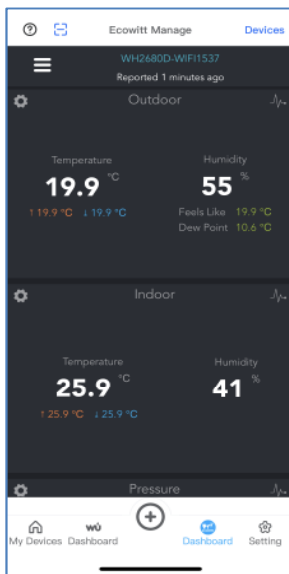 Ecowitt Manage
Devices
WH2680D-WIFI1537
Reported 1 minutes ago
Outdoor
Temperature
19.9 °C
↑19.9 °C ↓19.9 °C
Humidity
55 %
Feels Like 19.9 °C
Dew Point 10.6 °C
Indoor
Temperature
25.9 °C
↑25.9 °C ↓25.9 °C
Humidity
41 %
Pressure
My Devices
wu
Dashboard
Dashboard
Setting